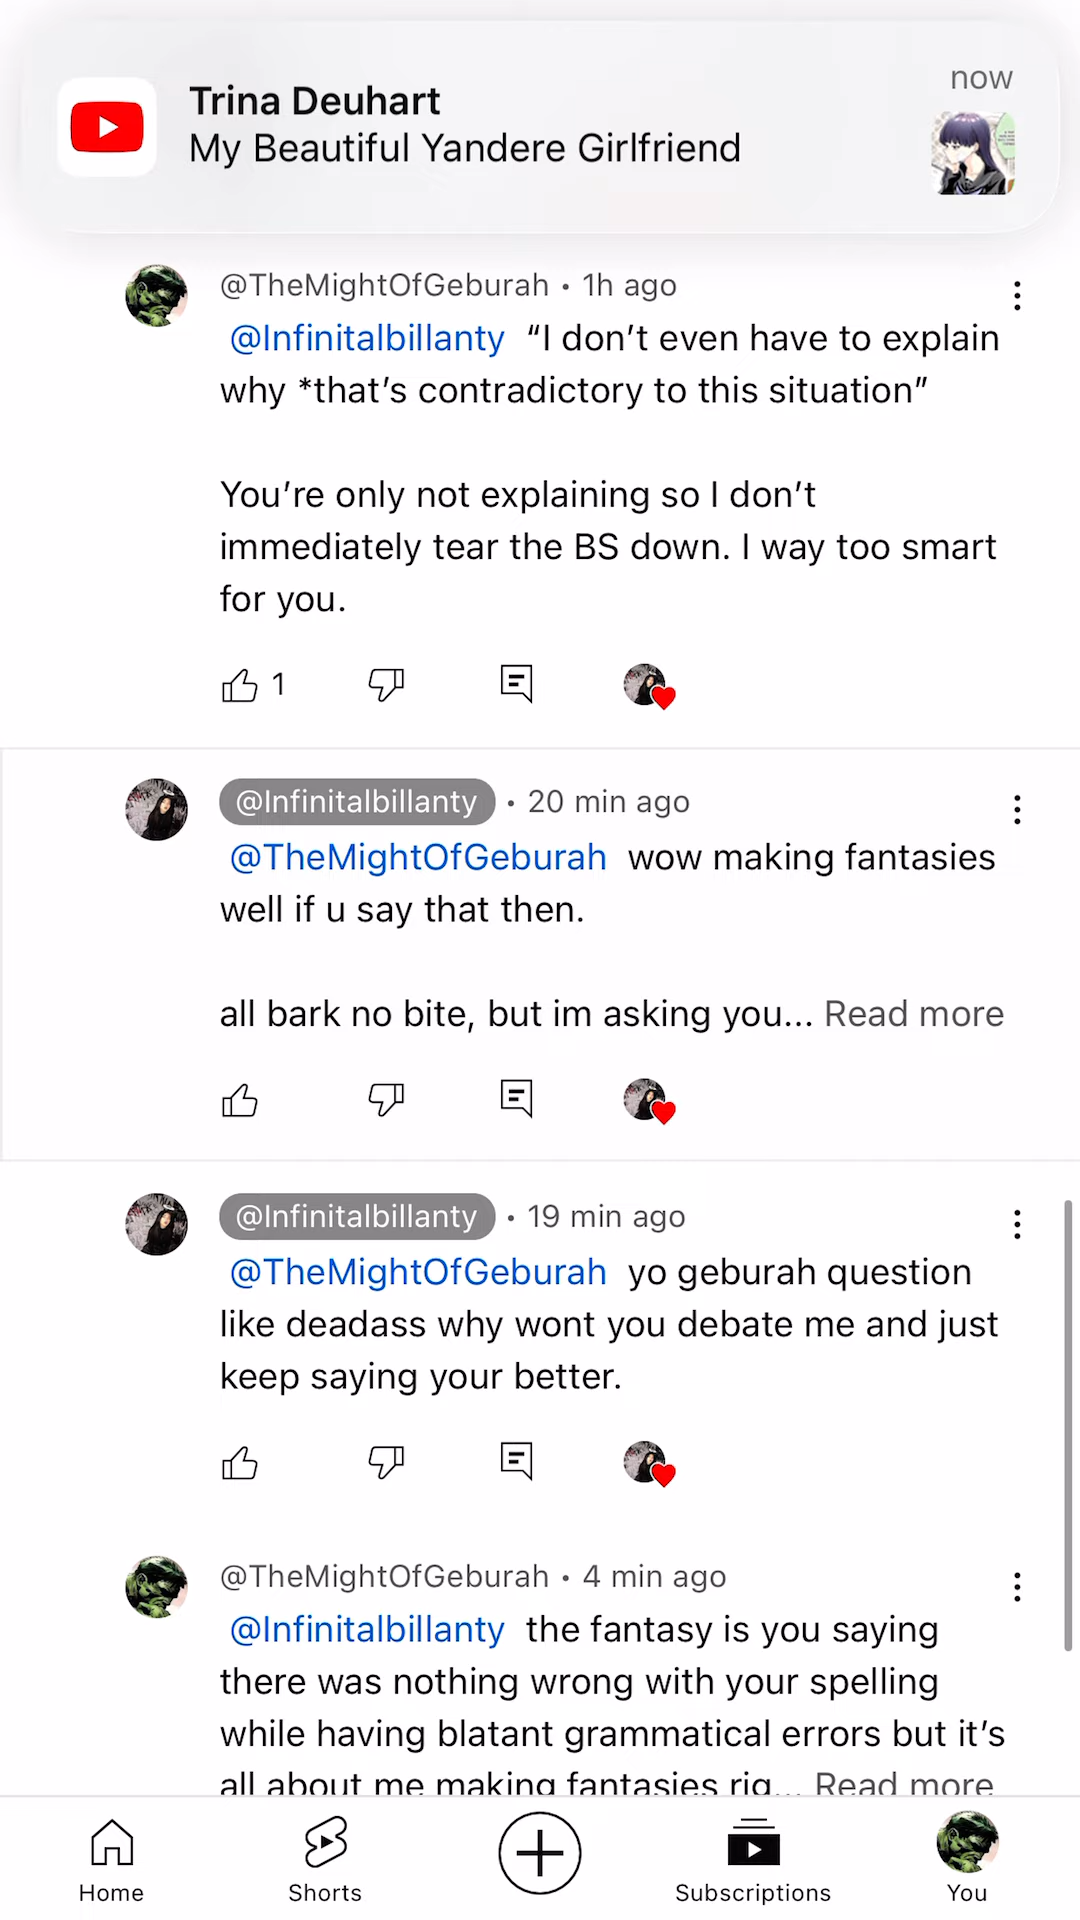 Trina Deuhart
now
My Beautiful Yandere Girlfriend
@TheMightOfGeburah • 1h ago
@Infinitalbillanty “I don’t even have to explain
why *that’s contradictory to this situation”
You’re only not explaining so I don’t
immediately tear the BS down. I way too smart
for you.
1
@Infinitalbillanty • 20 min ago
@TheMightOfGeburah wow making fantasies
well if u say that then.
all bark no bite, but im asking you... Read more
@Infinitalbillanty • 19 min ago
@TheMightOfGeburah yo geburah question
like deadass why wont you debate me and just
keep saying your better.
@TheMightOfGeburah • 4 min ago
@Infinitalbillanty the fantasy is you saying
there was nothing wrong with your spelling
while having blatant grammatical errors but it’s
all about me making fantasies rig... Read more
Home
Shorts
Subscriptions
You